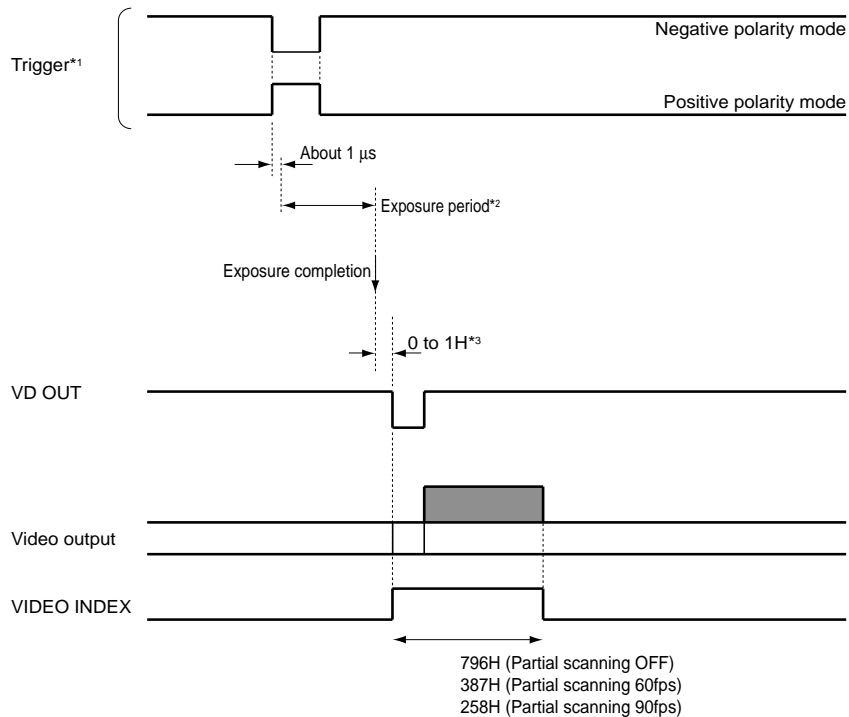 Negative polarity mode
Trigger*1
Positive polarity mode
About 1 μs
Exposure period*2
Exposure completion
0 to 1H*3
VD OUT
Video output
VIDEO INDEX
796H (Partial scanning OFF)
387H (Partial scanning 60fps)
258H (Partial scanning 90fps)